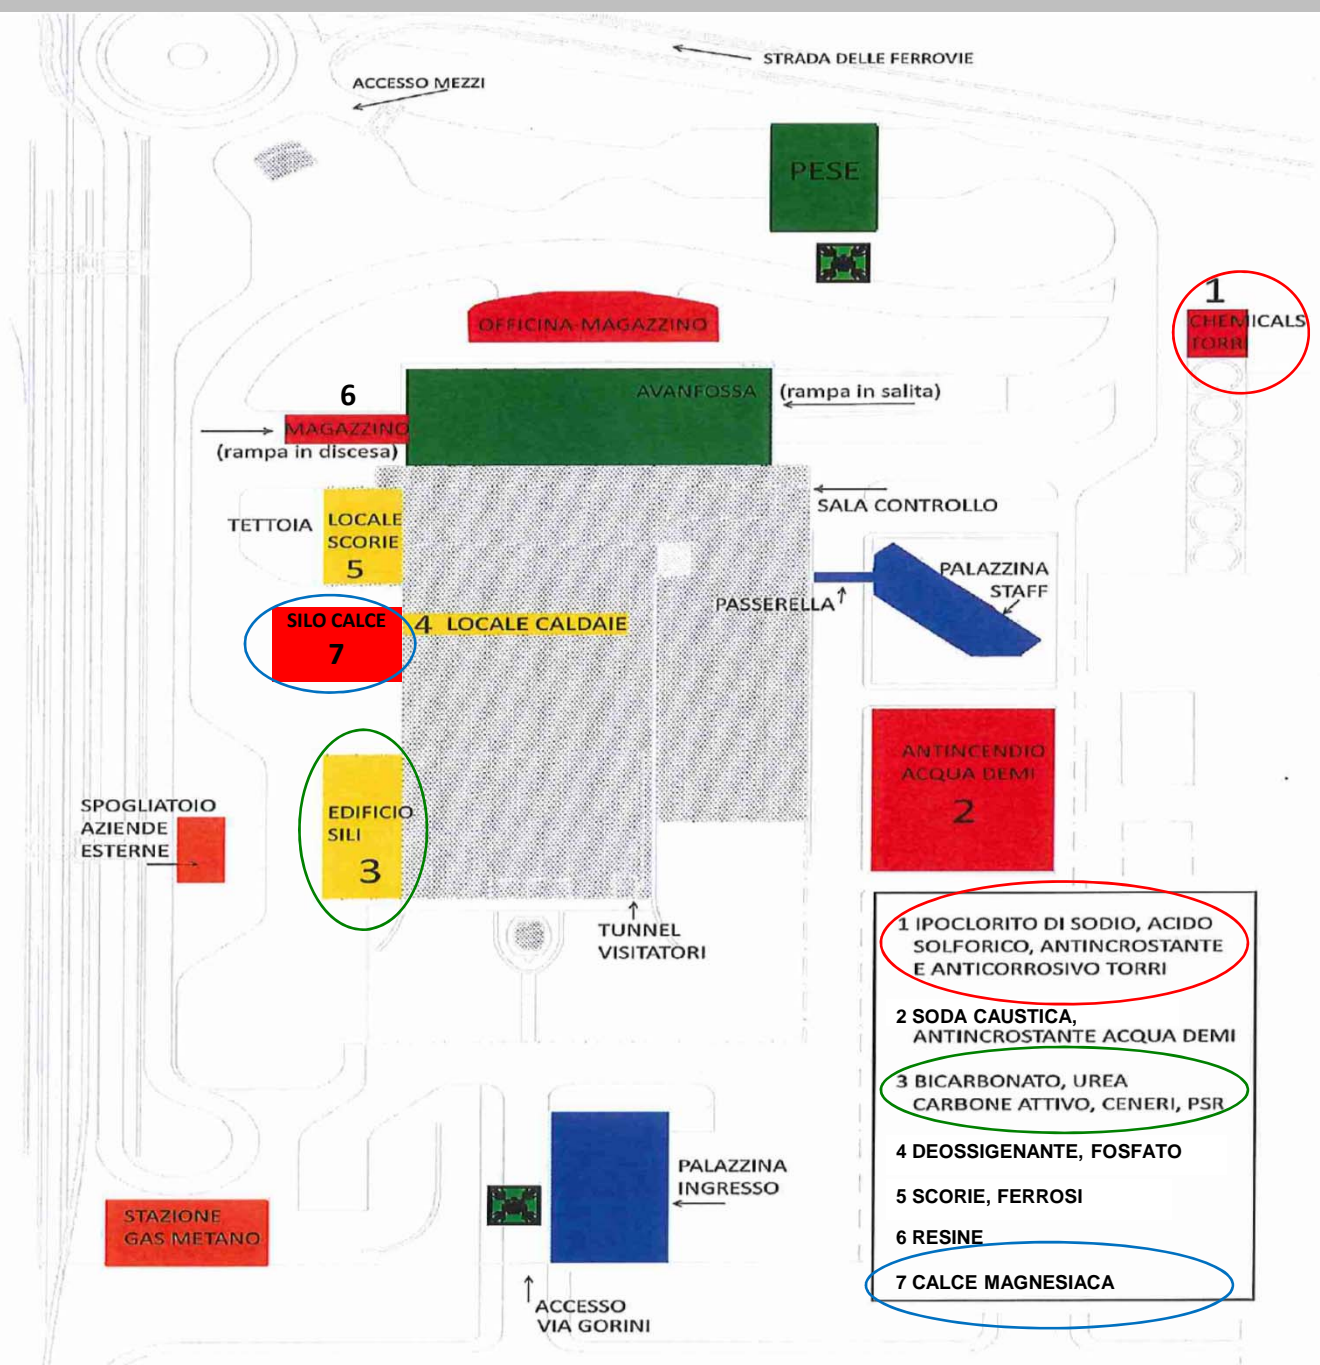 STRADA DELLE FERROVIE
ACCESSO MEZZI
PESE
1
CHEMICALS
TORRI
OFFICINA-MAGAZZINO
AVANFOSSA
(rampa in salita)
6
MAGAZZINO
(rampa in discesa)
SALA CONTROLLO
TETTOIA
LOCALE
SCORIE
5
PALAZZINA
STAFF
PASSERELLA
SILO CALCE
7
4 LOCALE CALDAIE
ANTINCENDIO
ACQUA DEMI
2
SPOGLIATOIO
AZIENDE
ESTERNE
EDIFICIO
SILI
3
TUNNEL
VISITATORI
1 IPOCLORITO DI SODIO, ACIDO
SOLFORICO, ANTINCROSTANTE
E ANTICORROSIVO TORRI
2 SODA CAUSTICA,
ANTINCROSTANTE ACQUA DEMI
3 BICARBONATO, UREA
CARBONE ATTIVO, CENERI, PSR
4 DEOSSIGENANTE, FOSFATO
5 SCORIE, FERROSI
6 RESINE
7 CALCE MAGNESIACA
PALAZZINA
INGRESSO
STAZIONE
GAS METANO
ACCESSO
VIA GORINI